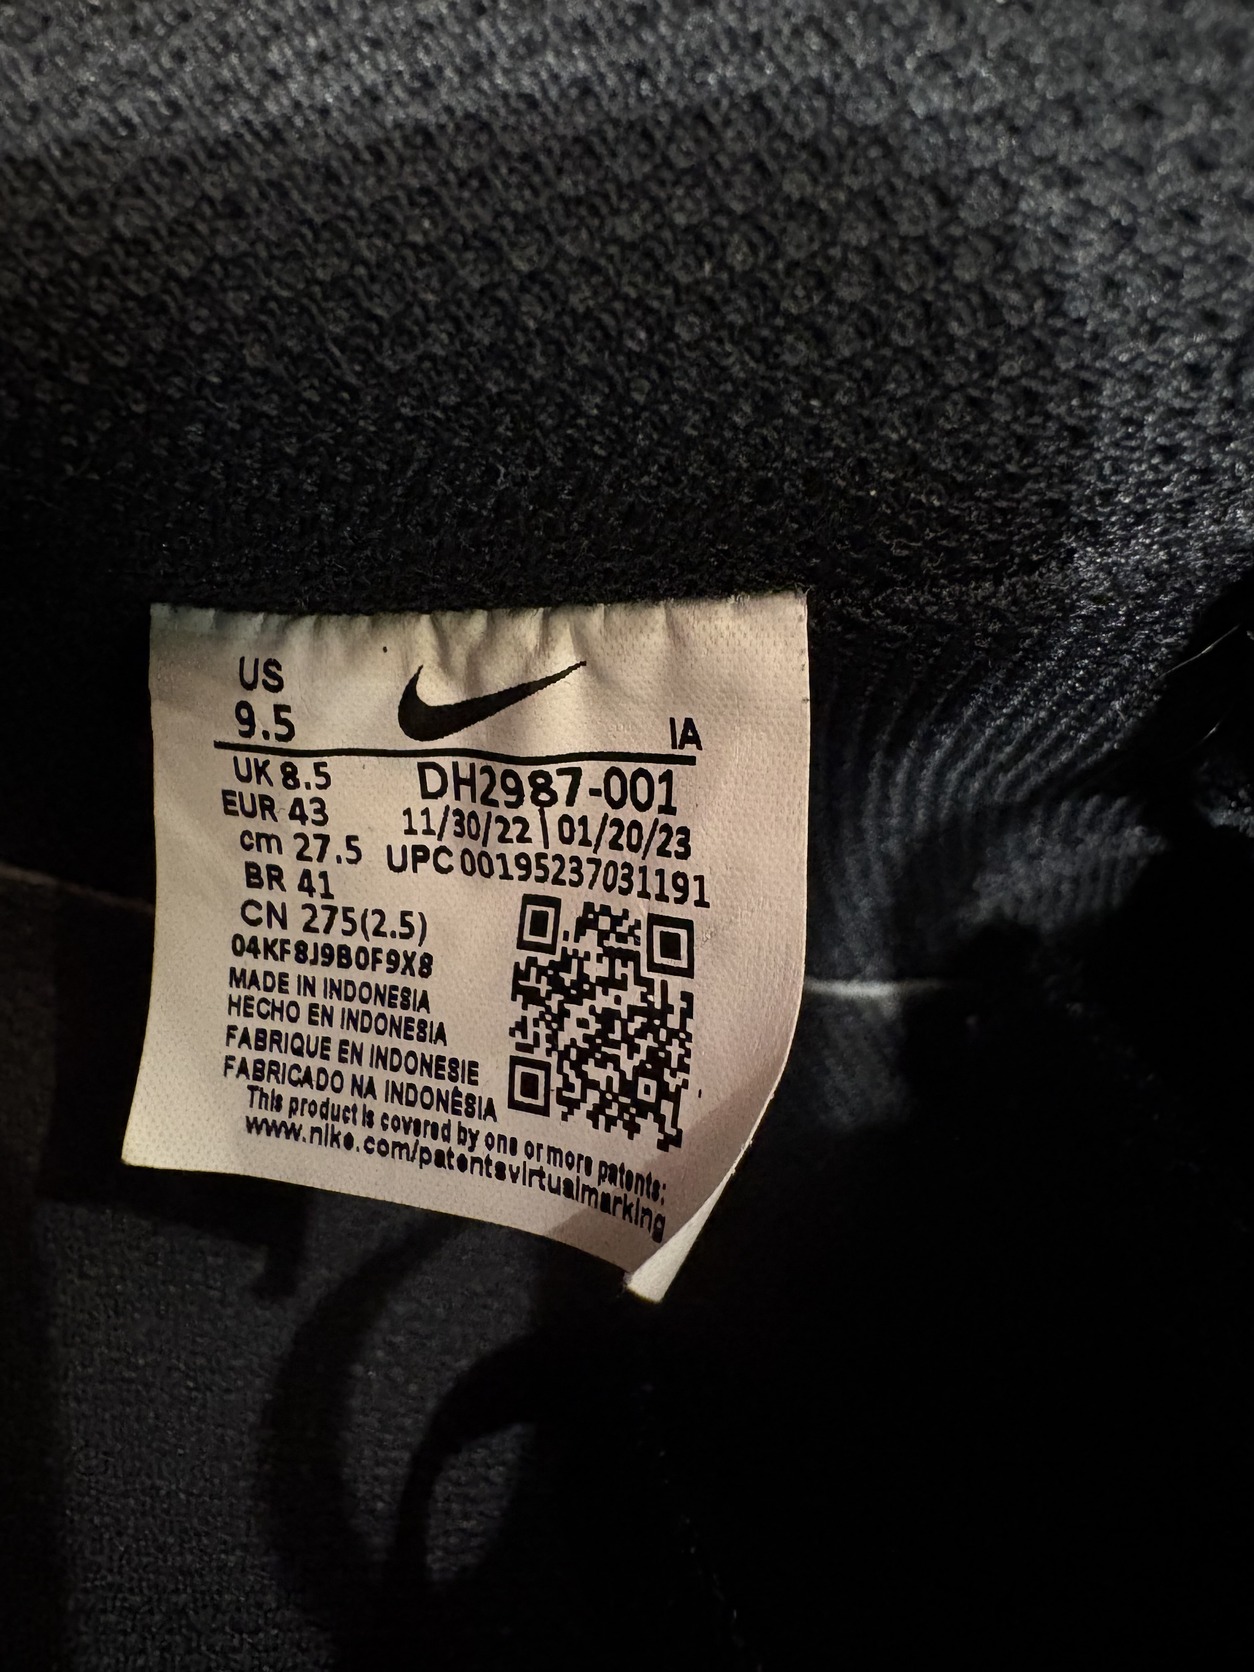 US
9.5
IA
UK 8.5
EUR 43
cm 27.5
BR 41
CN 275(2.5)
DH2987-001
11/30/22 | 01/20/23
UPC 00195237031191
04KF8J9B0F9X8
MADE IN INDONESIA
HECHO EN INDONESIA
FABRIQUE EN INDONESIE
FABRICADO NA INDONÉSIA
This product is covered by one or more patents:
www.nike.com/patentsvirtualmarking